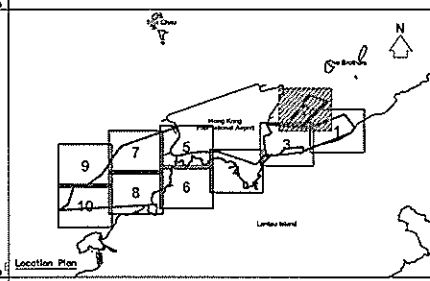 Chau
N
The Brothers
Hong Kong
International Airport
1
3
5
7
9
6
8
10
Lantau Island
Location Plan